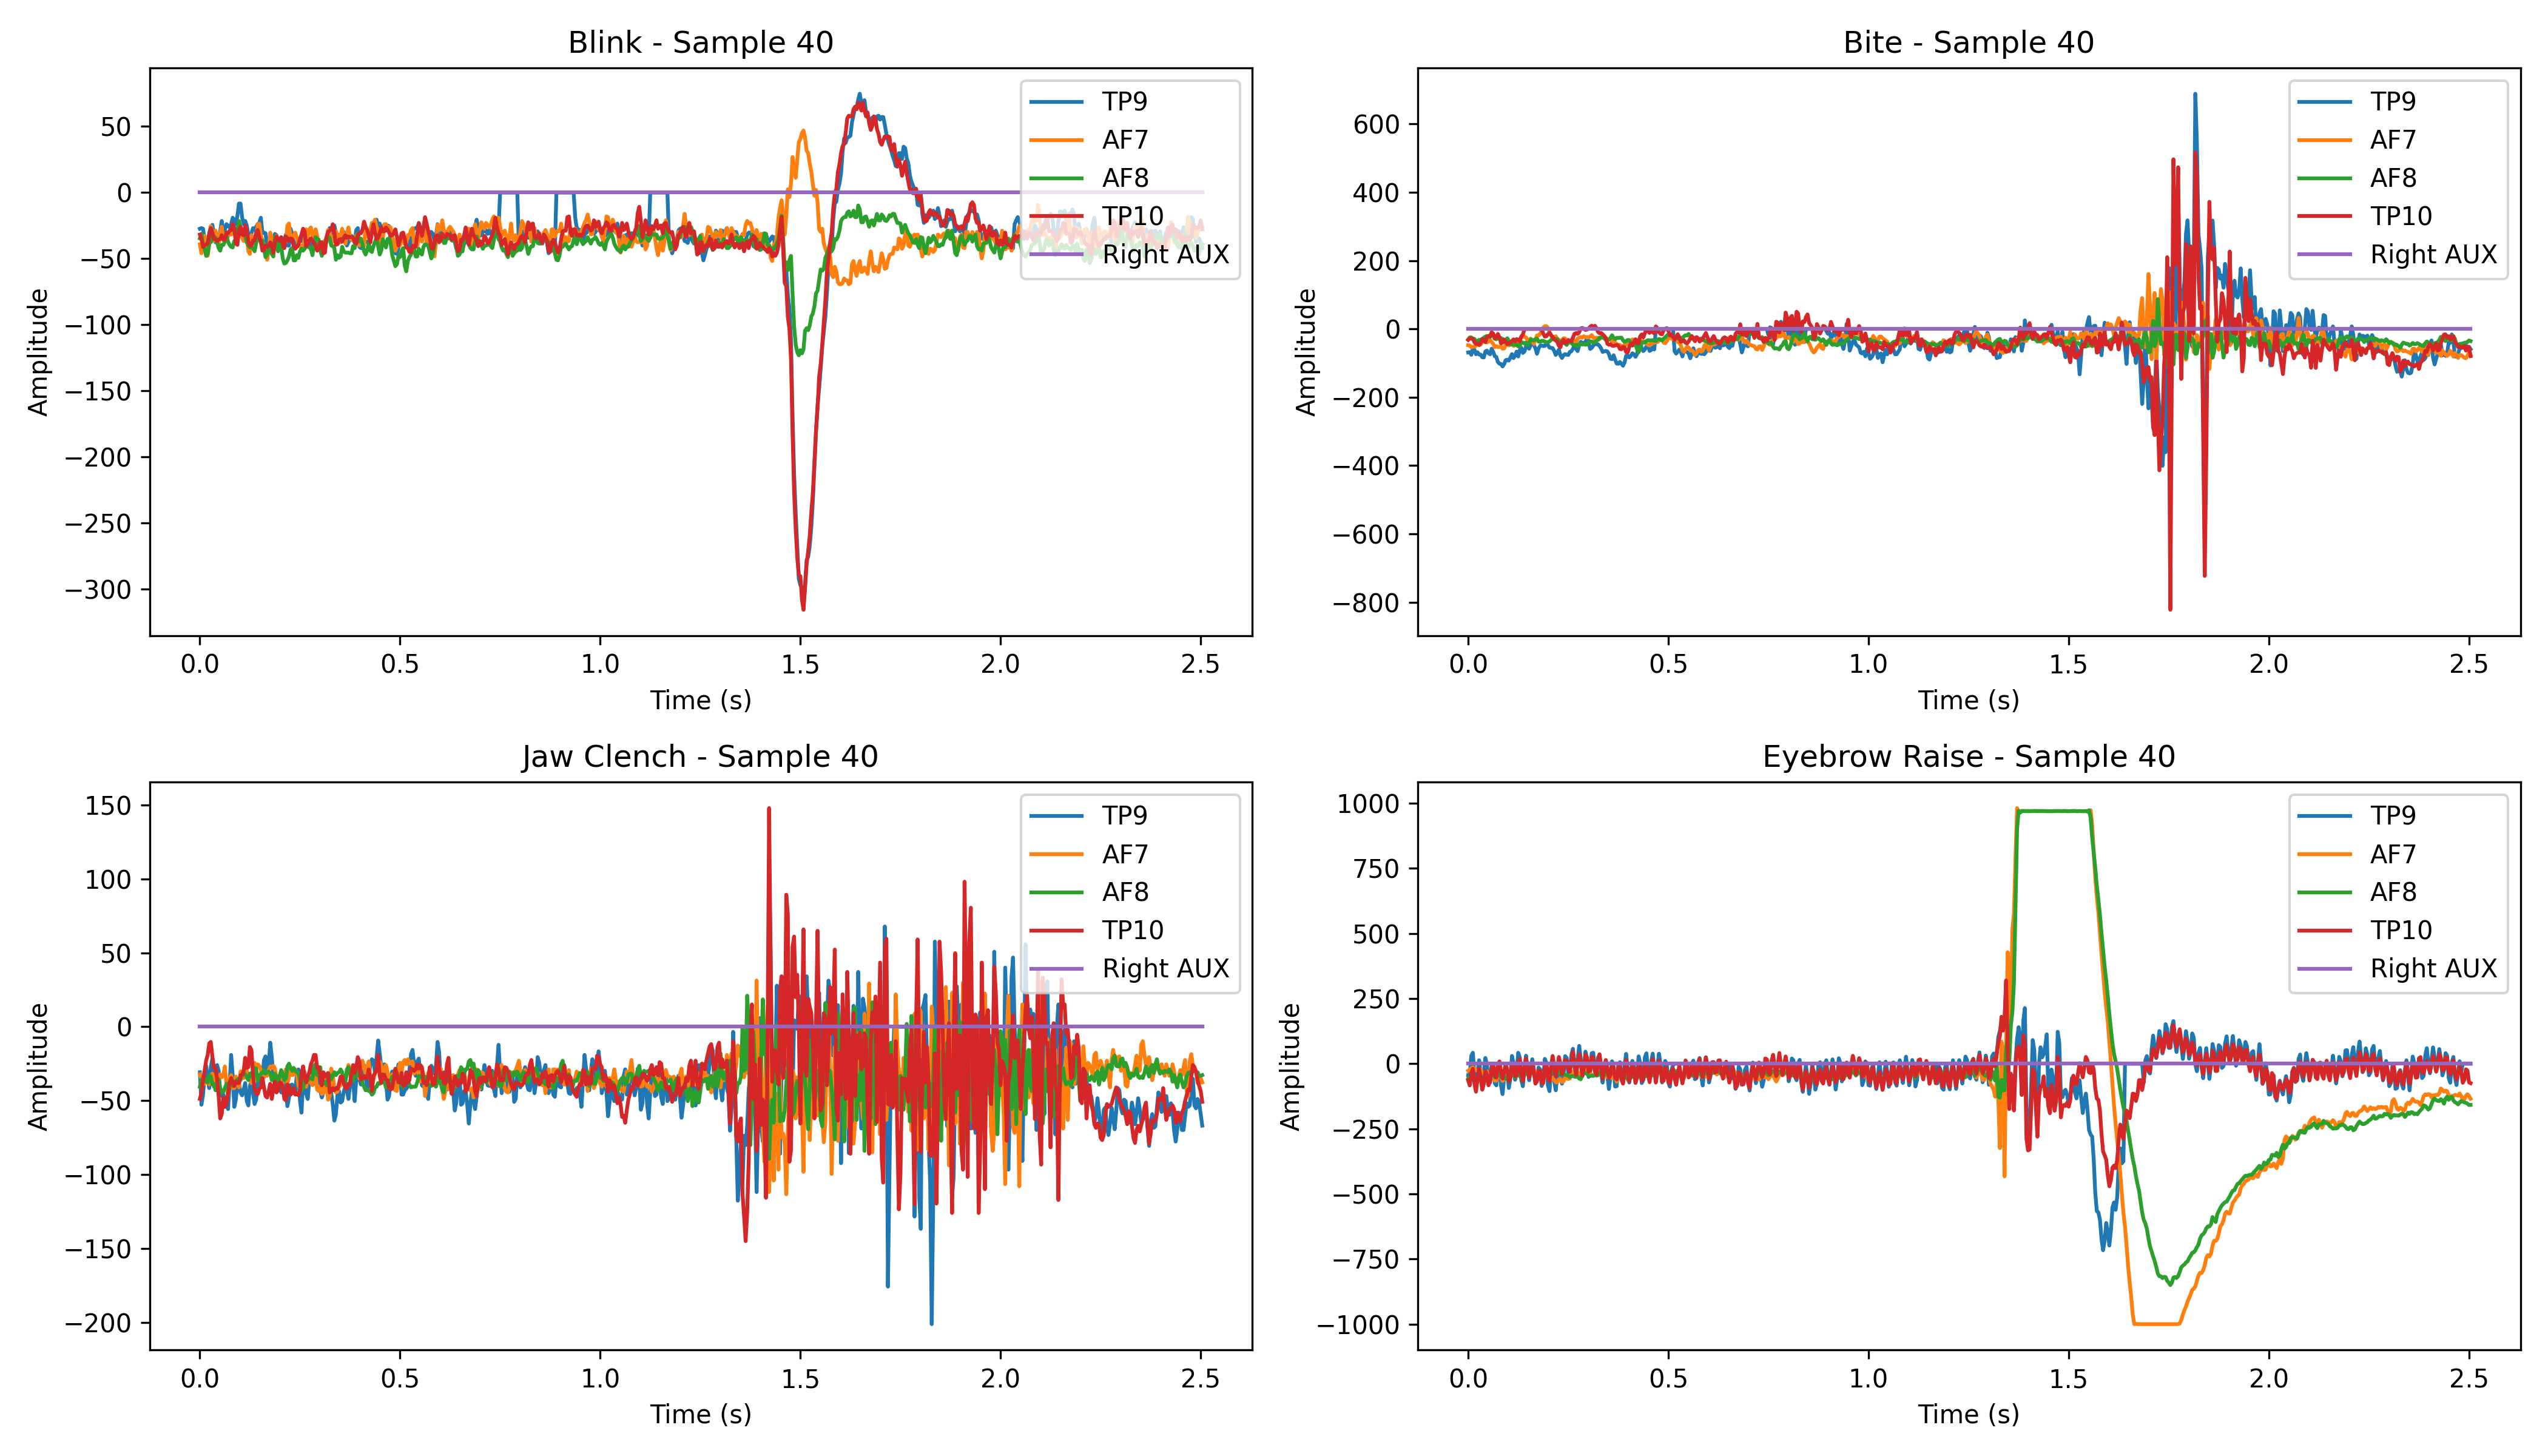 Blink - Sample 40
50
0
−50
−100
−150
−200
−250
−300
Amplitude
0.0 0.5 1.0 1.5 2.0 2.5
Time (s)
TP9
AF7
AF8
TP10
Right AUX
Bite - Sample 40
600
400
200
0
−200
−400
−600
−800
Amplitude
0.0 0.5 1.0 1.5 2.0 2.5
Time (s)
TP9
AF7
AF8
TP10
Right AUX
Jaw Clench - Sample 40
150
100
50
0
−50
−100
−150
−200
Amplitude
0.0 0.5 1.0 1.5 2.0 2.5
Time (s)
TP9
AF7
AF8
TP10
Right AUX
Eyebrow Raise - Sample 40
1000
750
500
250
0
−250
−500
−750
−1000
Amplitude
0.0 0.5 1.0 1.5 2.0 2.5
Time (s)
TP9
AF7
AF8
TP10
Right AUX